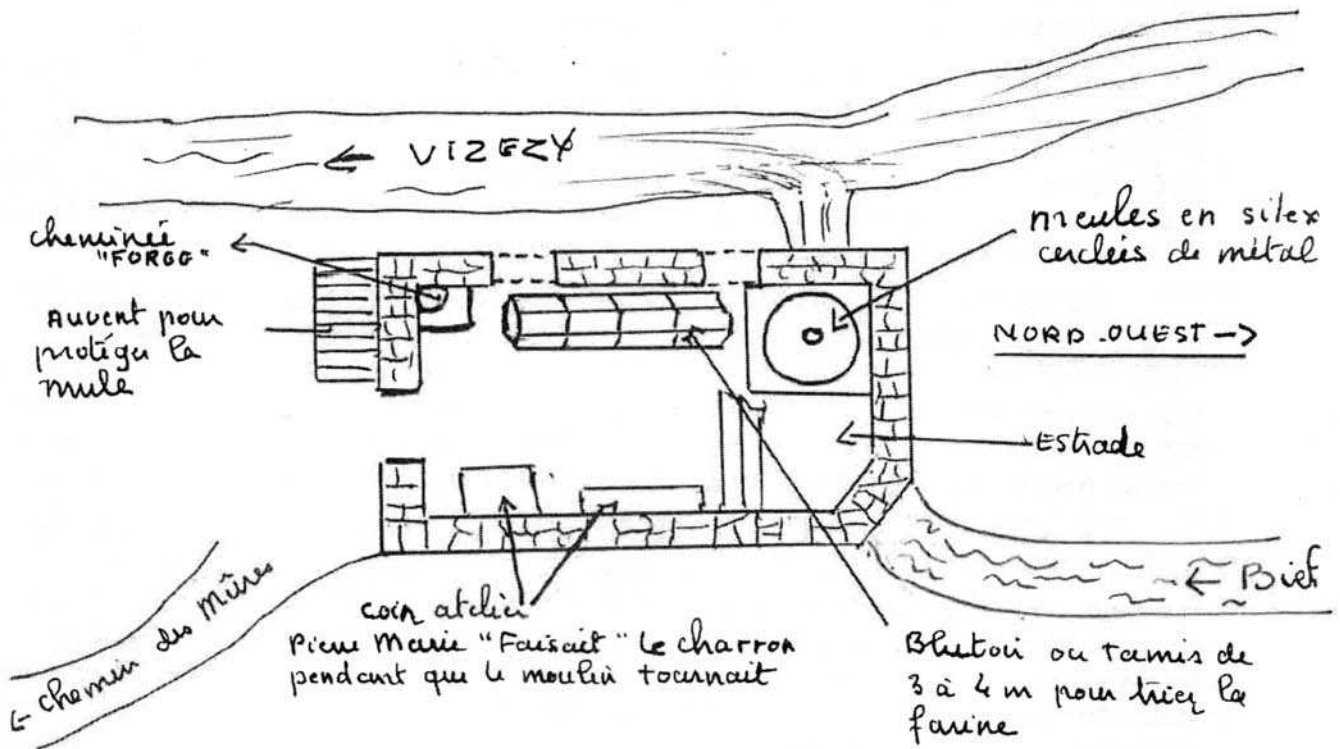 ← VIZEZY
cheminée
"FORGE"
meules en silex
cerclées de métal
Auvent pour
protéger la
mule
NORD-OUEST →
Estrade
← Bief
← chemin des Mûres
coin atelier
Pierre Marie "Faisait" le charron
pendant que le moulin tournait
Blutoir ou tamis de
3 à 4 m pour trier la
farine